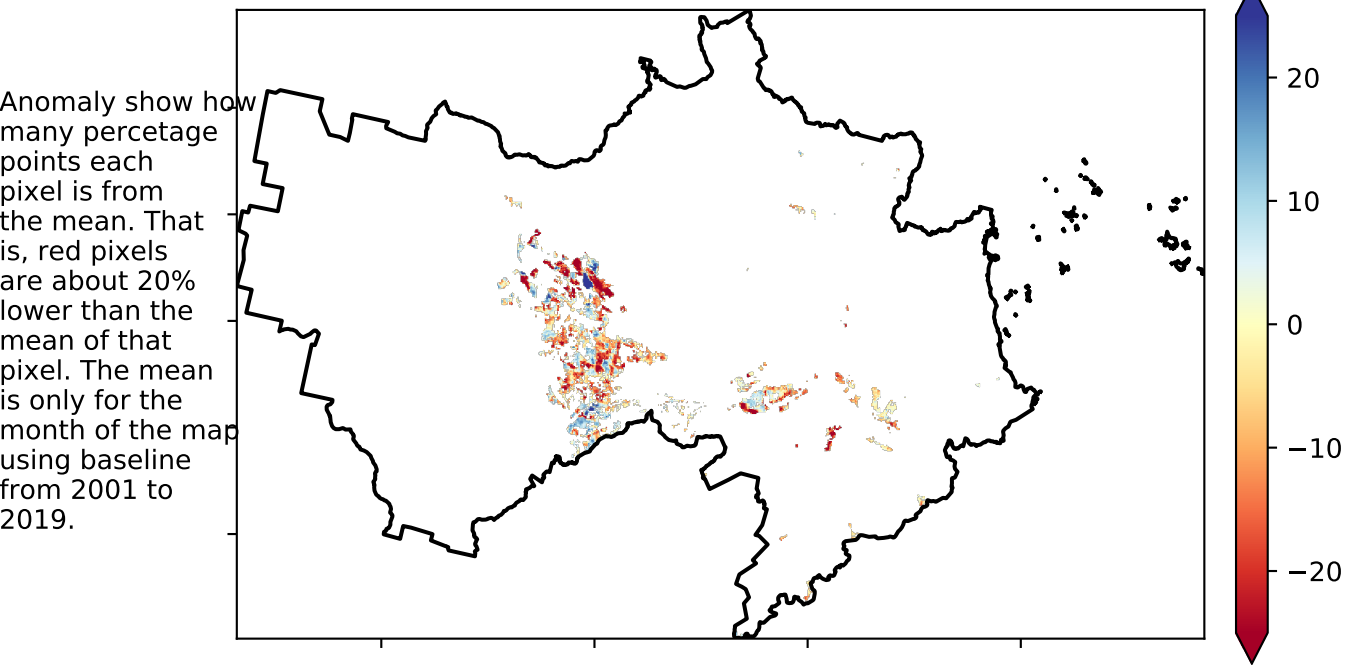 Anomaly show how
many percetage
points each
pixel is from
the mean. That
is, red pixels
are about 20%
lower than the
mean of that
pixel. The mean
is only for the
month of the map
using baseline
from 2001 to
2019.
20
10
0
−10
−20